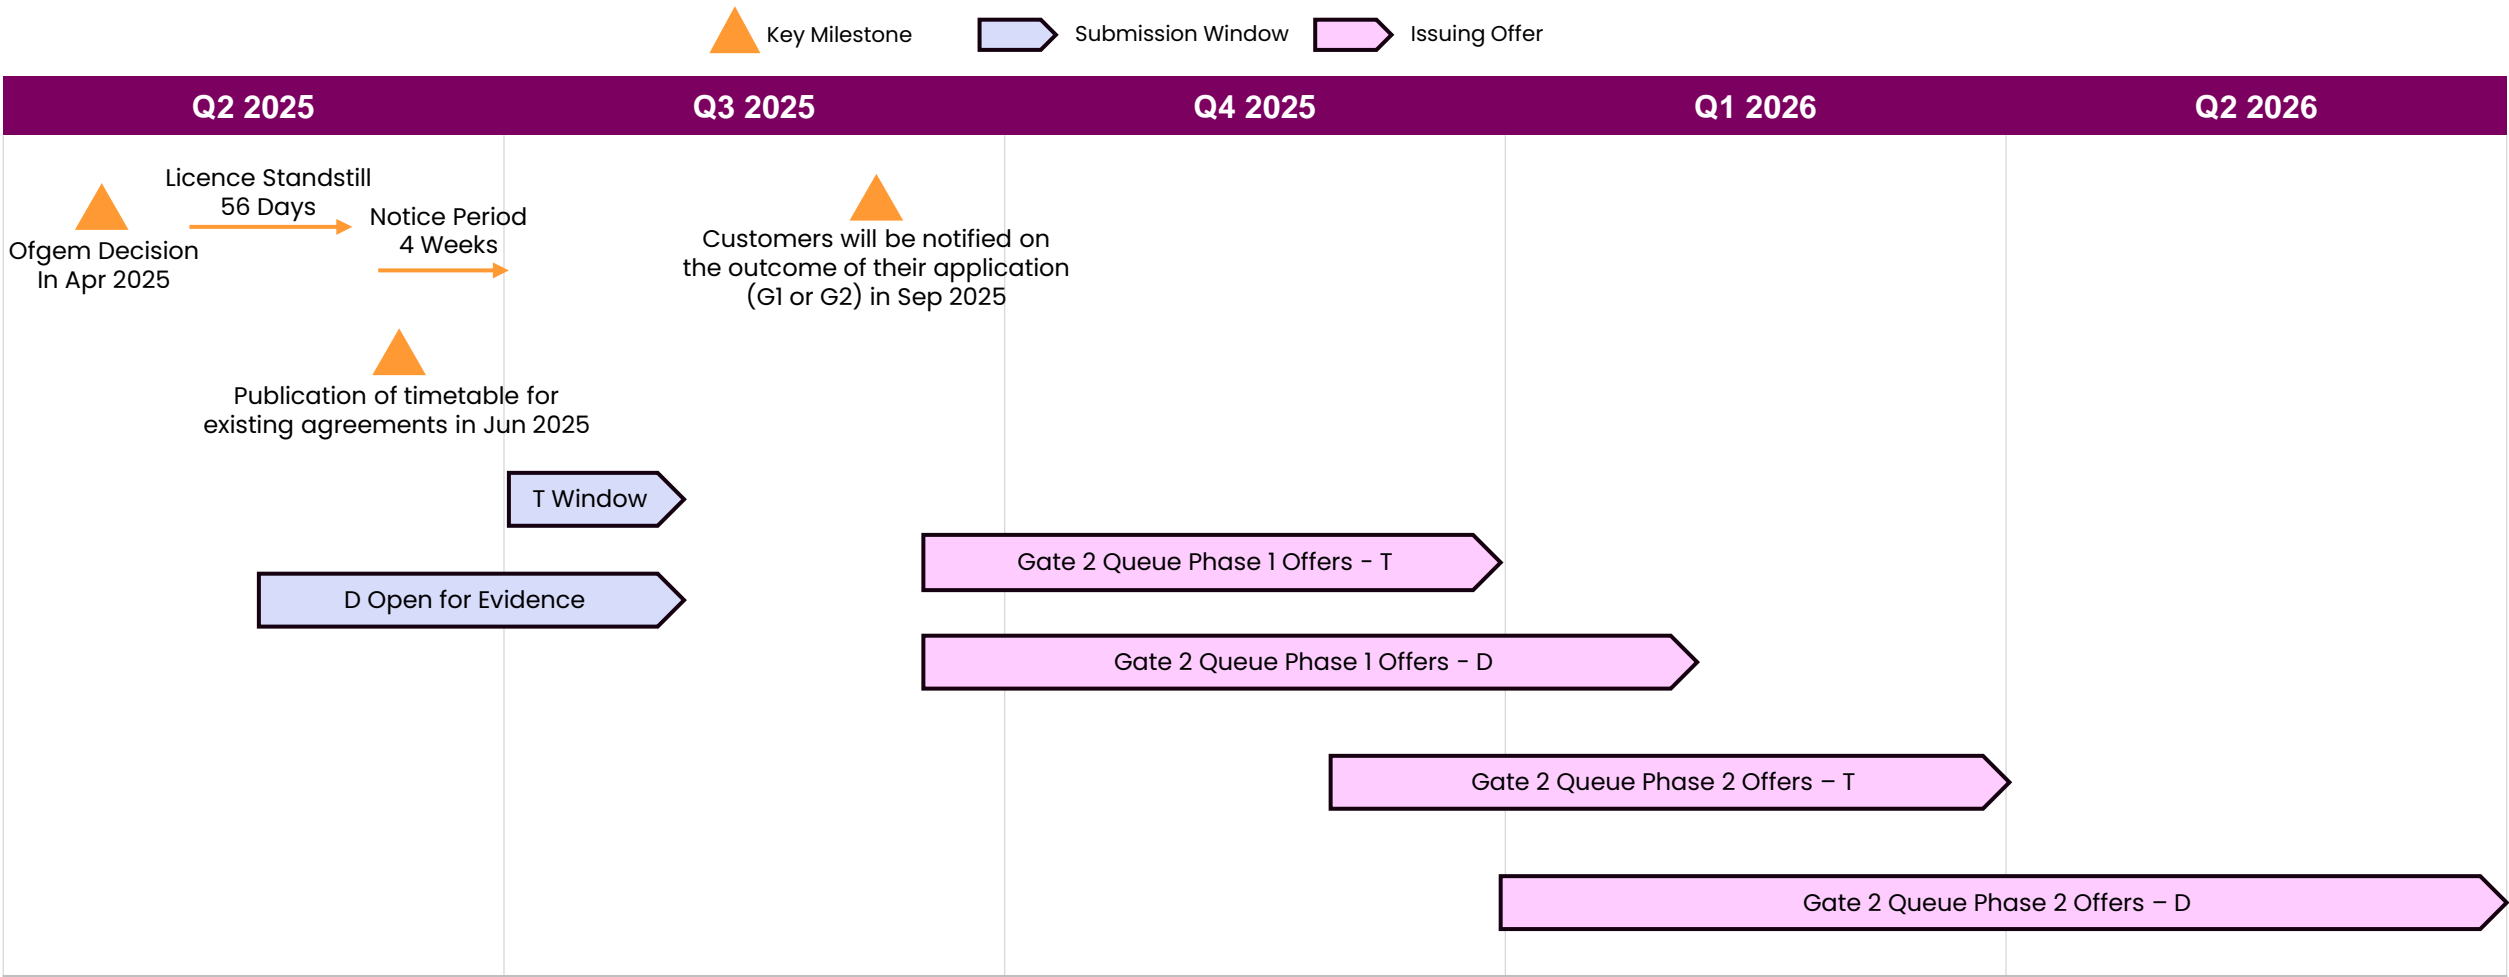 Key Milestone
Submission Window
Issuing Offer
Q2 2025
Q3 2025
Q4 2025
Q1 2026
Q2 2026
Licence Standstill
56 Days
Notice Period
4 Weeks
Ofgem Decision
In Apr 2025
Customers will be notified on
the outcome of their application
(G1 or G2) in Sep 2025
Publication of timetable for
existing agreements in Jun 2025
T Window
Gate 2 Queue Phase 1 Offers - T
D Open for Evidence
Gate 2 Queue Phase 1 Offers - D
Gate 2 Queue Phase 2 Offers – T
Gate 2 Queue Phase 2 Offers – D